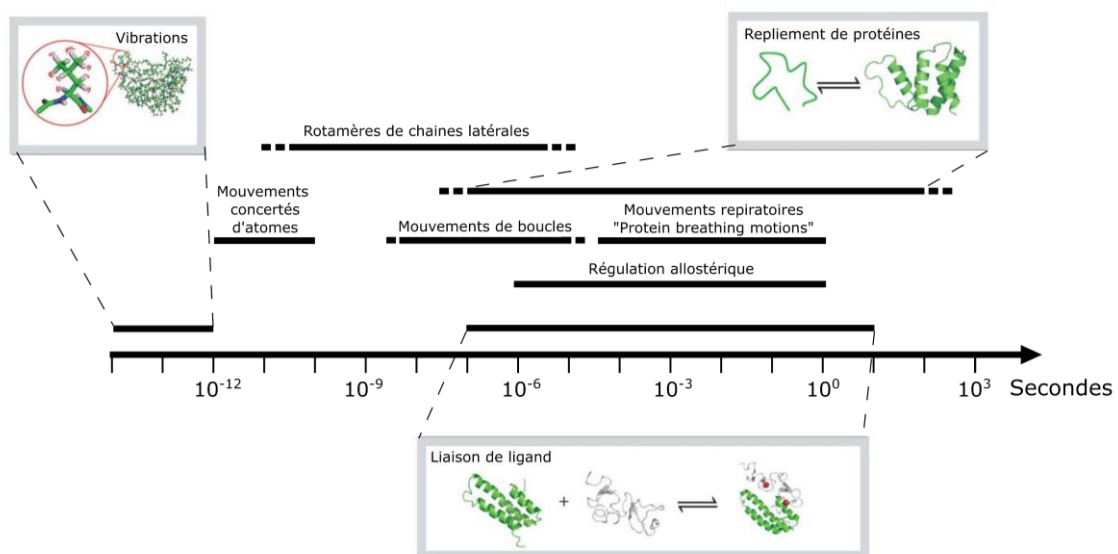 Vibrations
Repliement de protéines
Rotamères de chaines latérales
Mouvements
concertés
d'atomes
Mouvements de boucles
Mouvements repiratoires
"Protein breathing motions"
Régulation allostérique
10-12
10-9
10-6
10-3
100
103
Secondes
Liaison de ligand
+